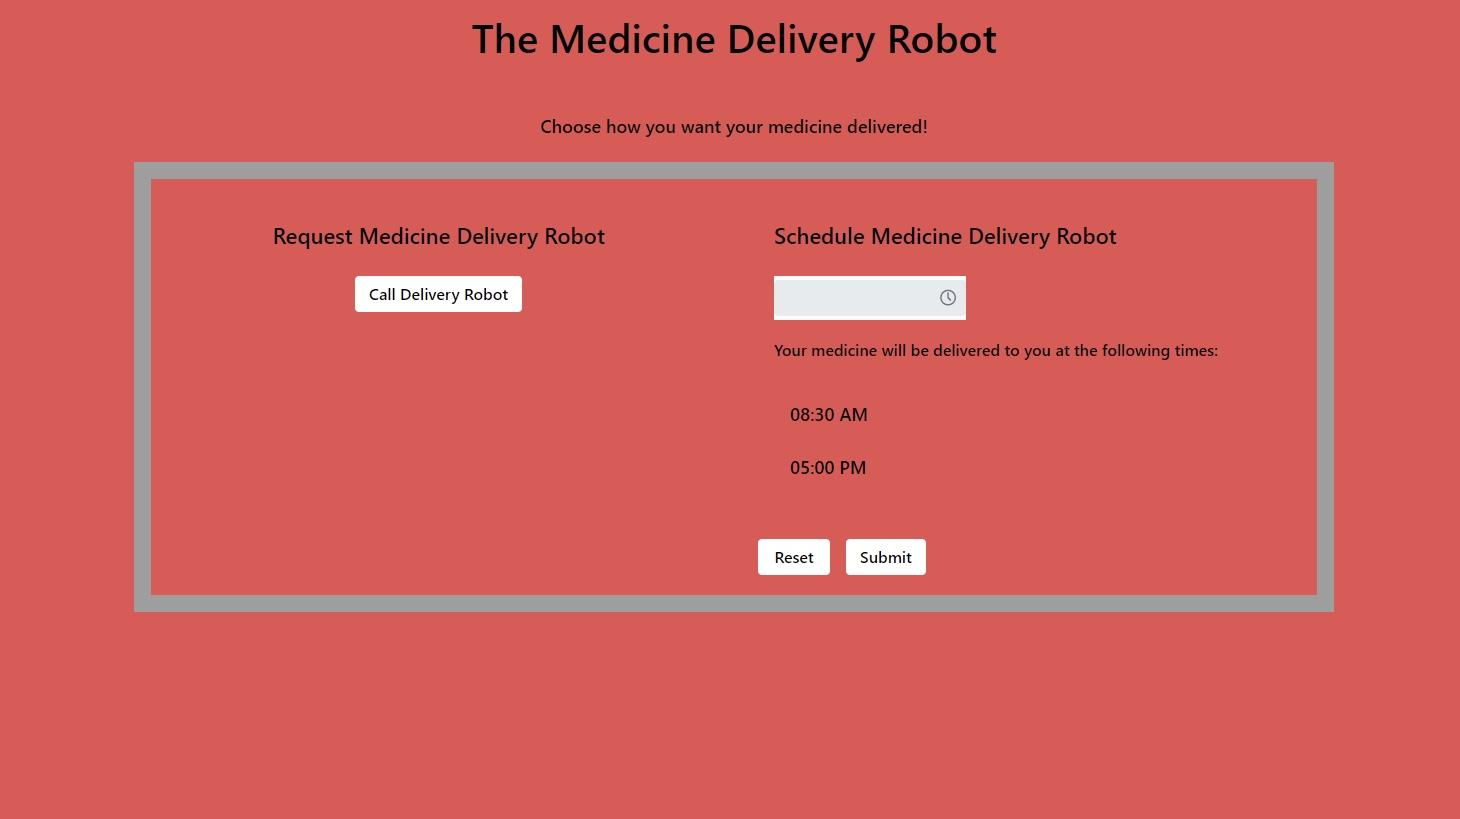 The Medicine Delivery Robot
Choose how you want your medicine delivered!
Request Medicine Delivery Robot
Call Delivery Robot
Schedule Medicine Delivery Robot
Your medicine will be delivered to you at the following times:
08:30 AM
05:00 PM
Reset
Submit